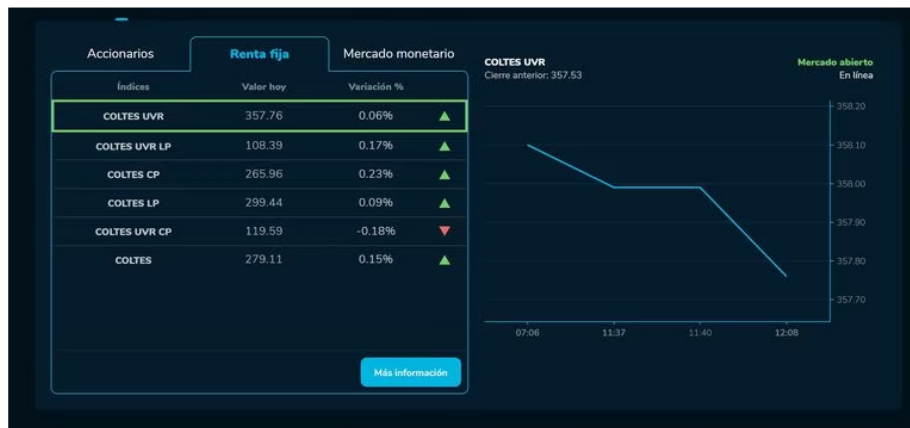 Accionarios Renta fija Mercado monetario
Índices Valor hoy Variación %
COLTES UVR 357.76 0.06%
COLTES UVR LP 108.39 0.17%
COLTES CP 265.96 0.23%
COLTES LP 299.44 0.09%
COLTES UVR CP 119.59 -0.18%
COLTES 279.11 0.15%
Más información
COLTES UVR Mercado abierto
Cierre anterior: 357.53 En línea
358.20
358.10
358.00
357.90
357.80
357.70
07:06 11:37 11:40 12:08